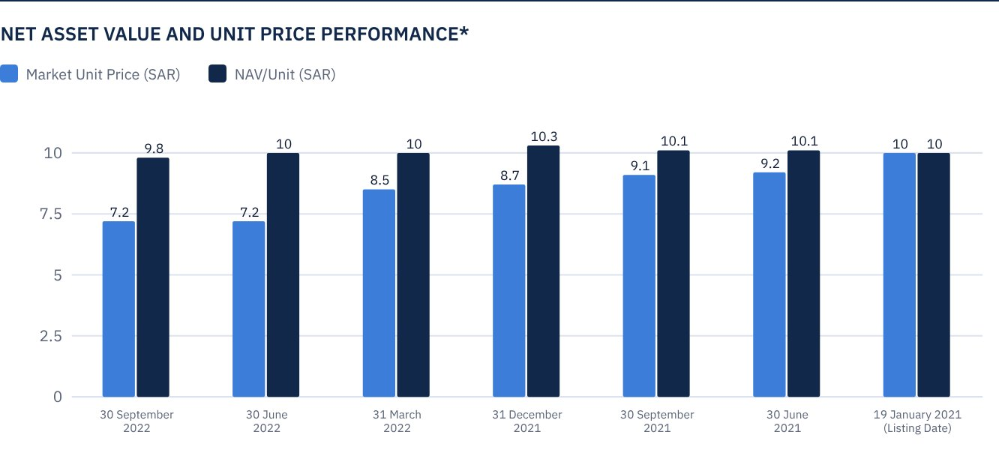 NET ASSET VALUE AND UNIT PRICE PERFORMANCE*
Market Unit Price (SAR) NAV/Unit (SAR)
10
7.5
5
2.5
0
7.2 9.8
7.2 10
8.5 10
8.7 10.3
9.1 10.1
9.2 10.1
10 10
30 September
2022
30 June
2022
31 March
2022
31 December
2021
30 September
2021
30 June
2021
19 January 2021
(Listing Date)